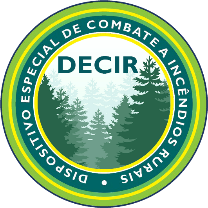 DISPOSITIVO ESPECIAL DE COMBATE A INCÊNDIOS RURAIS
DECIR